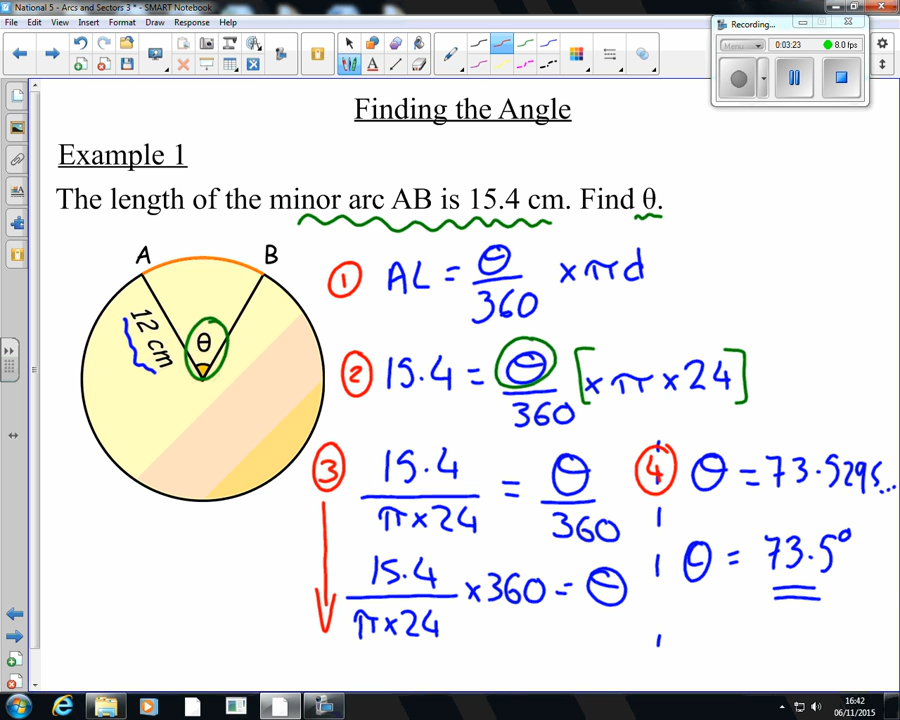 National 5 - Arcs and Sectors 3 * - SMART Notebook
File Edit View Insert Format Draw Response Help
Recording...
Menu
0:03:23
8.0 fps
Finding the Angle
Example 1
The length of the minor arc AB is 15.4 cm. Find θ.
A
B
12 cm
θ
① AL = θ/360 × πd
② 15.4 = θ/360 [× π × 24]
③ 15.4/π×24 = θ/360
15.4/π×24 ×360 = θ
④ θ = 73.5295...
θ = 73.5°
16:42
06/11/2015